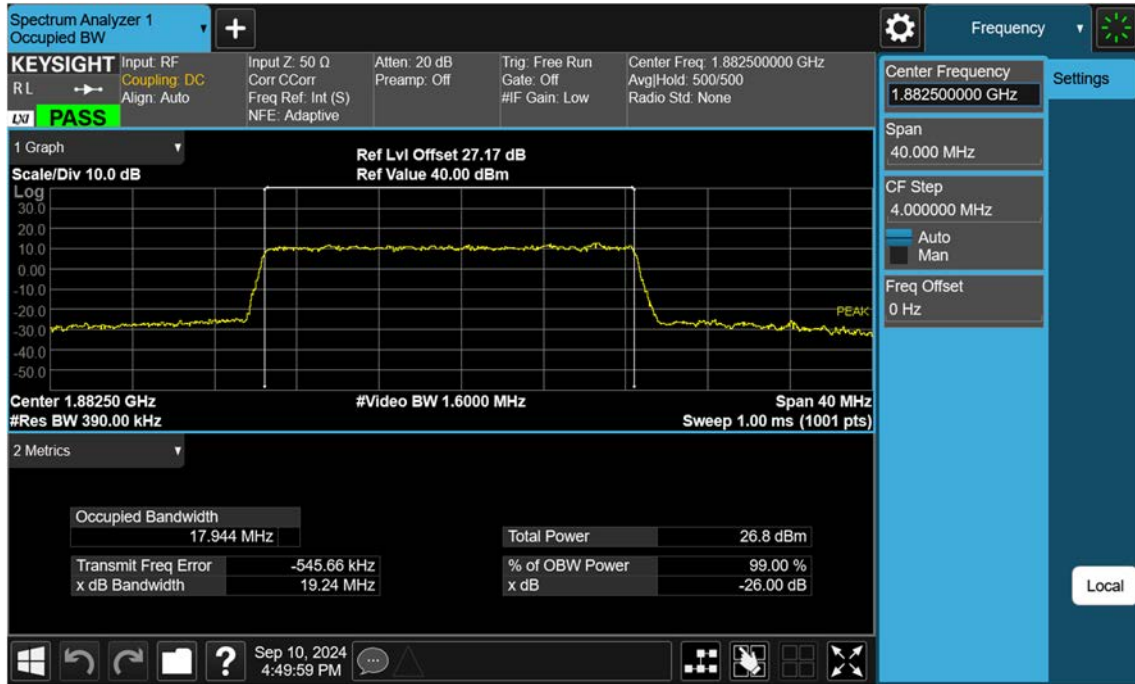 Spectrum Analyzer 1
Occupied BW
+
Frequency
KEYSIGHT
R L
LXI
PASS
Input: RF
Coupling: DC
Align: Auto
Input Z: 50 Ω
Corr CCorr
Freq Ref: Int (S)
NFE: Adaptive
Atten: 20 dB
Preamp: Off
Trig: Free Run
Gate: Off
#IF Gain: Low
Center Freq: 1.882500000 GHz
Avg|Hold: 500/500
Radio Std: None
Center Frequency
1.882500000 GHz
Settings
Span
40.000 MHz
CF Step
4.000000 MHz
Auto
Man
Freq Offset
0 Hz
Local
1 Graph
Scale/Div 10.0 dB
Ref Lvl Offset 27.17 dB
Ref Value 40.00 dBm
Log
30.0
20.0
10.0
0.00
-10.0
-20.0
-30.0
-40.0
-50.0
PEAK
Center 1.88250 GHz
#Video BW 1.6000 MHz
Span 40 MHz
#Res BW 390.00 kHz
Sweep 1.00 ms (1001 pts)
2 Metrics
Occupied Bandwidth
17.944 MHz
Total Power 26.8 dBm
Transmit Freq Error -545.66 kHz
% of OBW Power 99.00 %
x dB Bandwidth 19.24 MHz
x dB -26.00 dB
?
Sep 10, 2024
4:49:59 PM